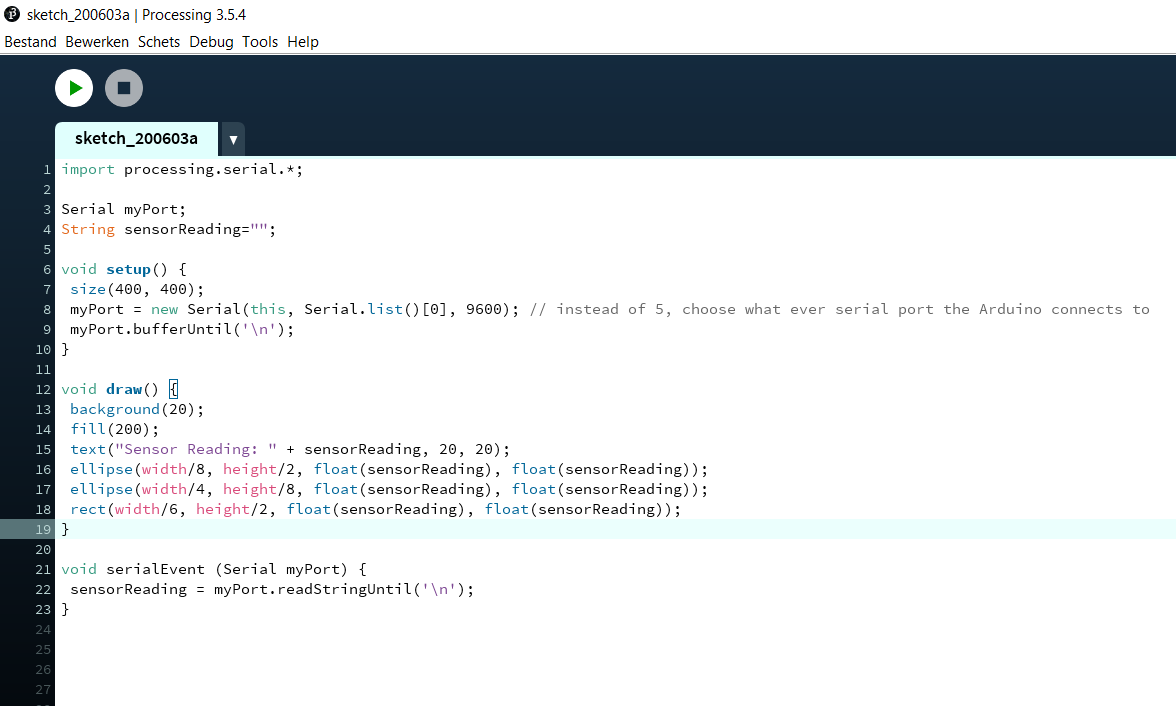 sketch_200603a | Processing 3.5.4
Bestand Bewerken Schets Debug Tools Help
sketch_200603a ▼
1 import processing.serial.*;
2
3 Serial myPort;
4 String sensorReading="";
5
6 void setup() {
7  size(400, 400);
8  myPort = new Serial(this, Serial.list()[0], 9600); // instead of 5, choose what ever serial port the Arduino connects to
9  myPort.bufferUntil('\n');
10 }
11
12 void draw() {
13  background(20);
14  fill(200);
15  text("Sensor Reading: " + sensorReading, 20, 20);
16  ellipse(width/8, height/2, float(sensorReading), float(sensorReading));
17  ellipse(width/4, height/8, float(sensorReading), float(sensorReading));
18  rect(width/6, height/2, float(sensorReading), float(sensorReading));
19 }
20
21 void serialEvent (Serial myPort) {
22  sensorReading = myPort.readStringUntil('\n');
23 }
24
25
26
27